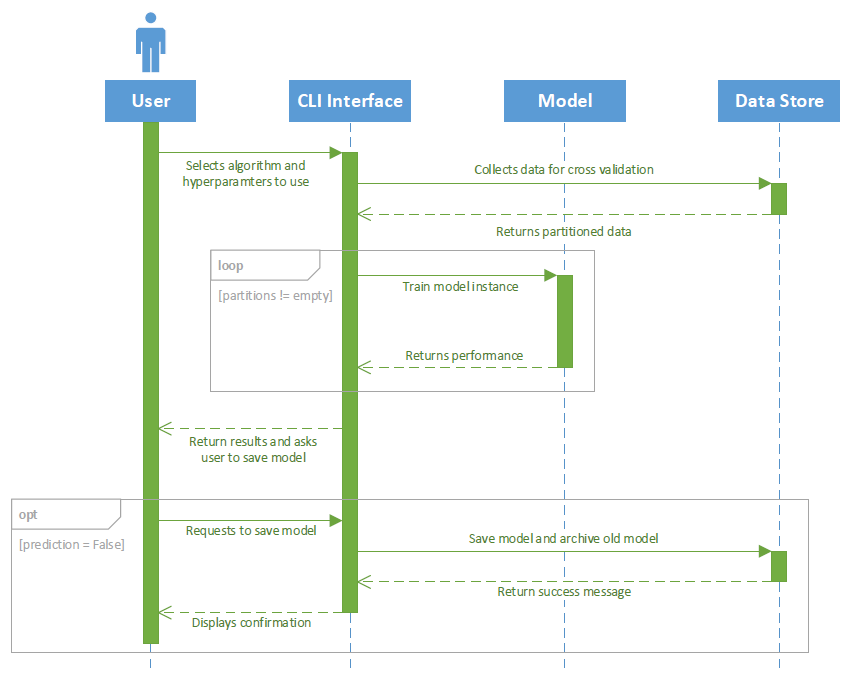 User
CLI Interface
Model
Data Store
Selects algorithm and
hyperparamters to use
Collects data for cross validation
Returns partitioned data
loop
[partitions != empty]
Train model instance
Returns performance
Return results and asks
user to save model
opt
[prediction = False]
Requests to save model
Save model and archive old model
Return success message
Displays confirmation